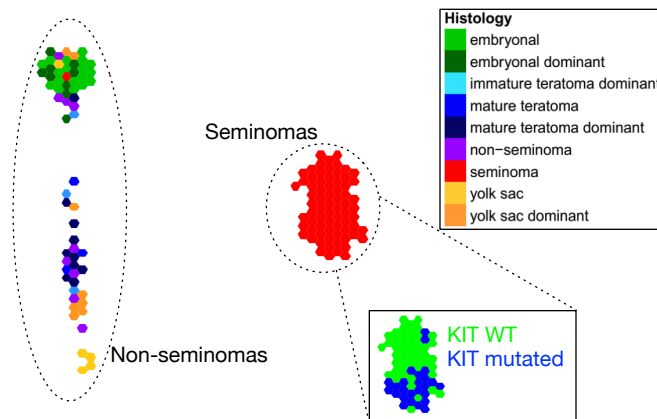 Histology
embryonal
embryonal dominant
immature teratoma dominant
mature teratoma
mature teratoma dominant
non-seminoma
seminoma
yolk sac
yolk sac dominant
Seminomas
Non-seminomas
KIT WT
KIT mutated